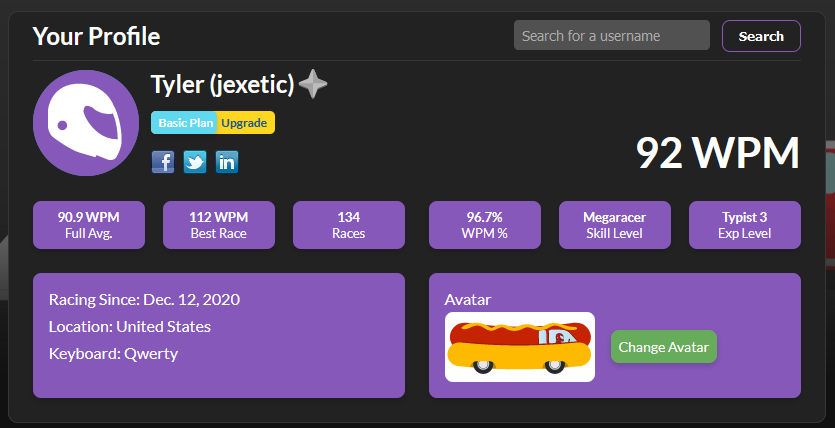 Your Profile
Search for a username
Search
Tyler (jexetic)
Basic Plan Upgrade
92 WPM
90.9 WPM
Full Avg.
112 WPM
Best Race
134
Races
96.7%
WPM %
Megaracer
Skill Level
Typist 3
Exp Level
Racing Since: Dec. 12, 2020
Location: United States
Keyboard: Qwerty
Avatar
Change Avatar